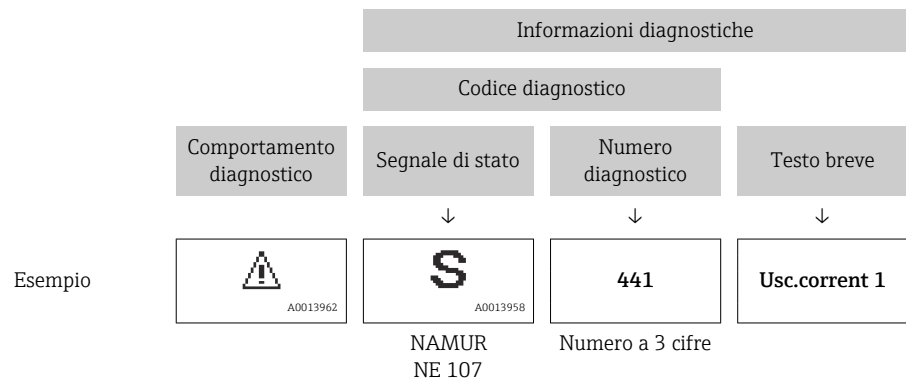 Informazioni diagnostiche
Codice diagnostico
Comportamento
diagnostico
Segnale di stato
Numero
diagnostico
Testo breve
↓ ↓ ↓
Esempio
A0013962
S
A0013958
441
Usc.corrent 1
NAMUR
NE 107
Numero a 3 cifre